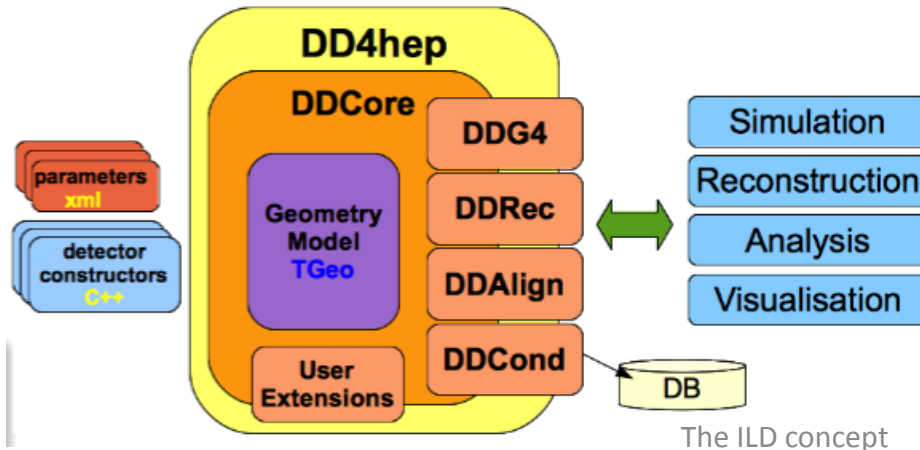 DD4hep
DDCore
parameters
xml
detector
constructors
C++
Geometry
Model
TGeo
User
Extensions
DDG4
DDRec
DDAlign
DDCond
Simulation
Reconstruction
Analysis
Visualisation
DB
The ILD concept